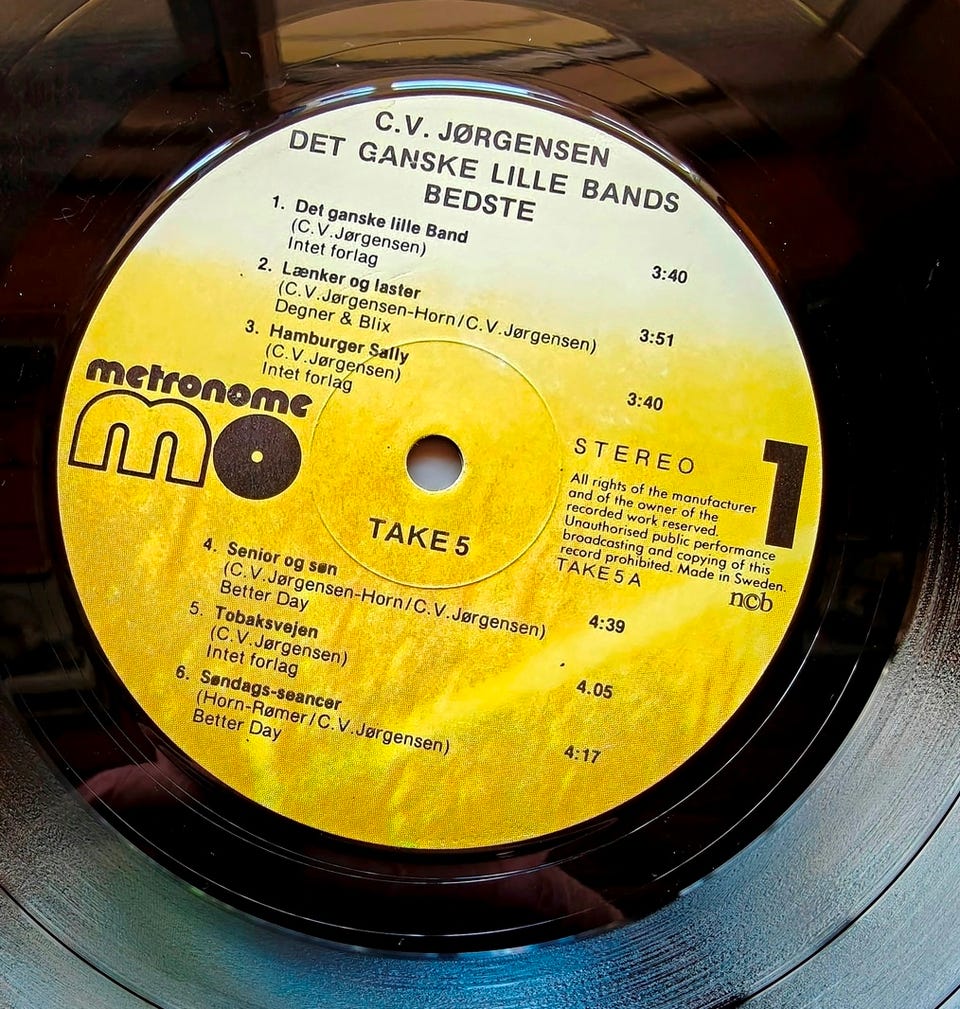 C.V. JØRGENSEN
DET GANSKE LILLE BANDS
BEDSTE
1. Det ganske lille Band
(C.V.Jørgensen)
Intet forlag 3:40
2. Lænker og laster
(C.V.Jørgensen-Horn/C.V.Jørgensen)
Degner & Blix 3:51
3. Hamburger Sally
(C.V.Jørgensen)
Intet forlag 3:40
metronome
mo
STEREO
1
All rights of the manufacturer
and of the owner of the
recorded work reserved.
Unauthorised public performance
broadcasting and copying of this
record prohibited. Made in Sweden.
TAKE 5 A
n©b
TAKE 5
4. Senior og søn
(C.V.Jørgensen-Horn/C.V.Jørgensen)
Better Day 4:39
5. Tobaksvejen
(C.V.Jørgensen)
Intet forlag 4.05
6. Søndags-seancer
(Horn-Rømer/C.V.Jørgensen)
Better Day 4:17